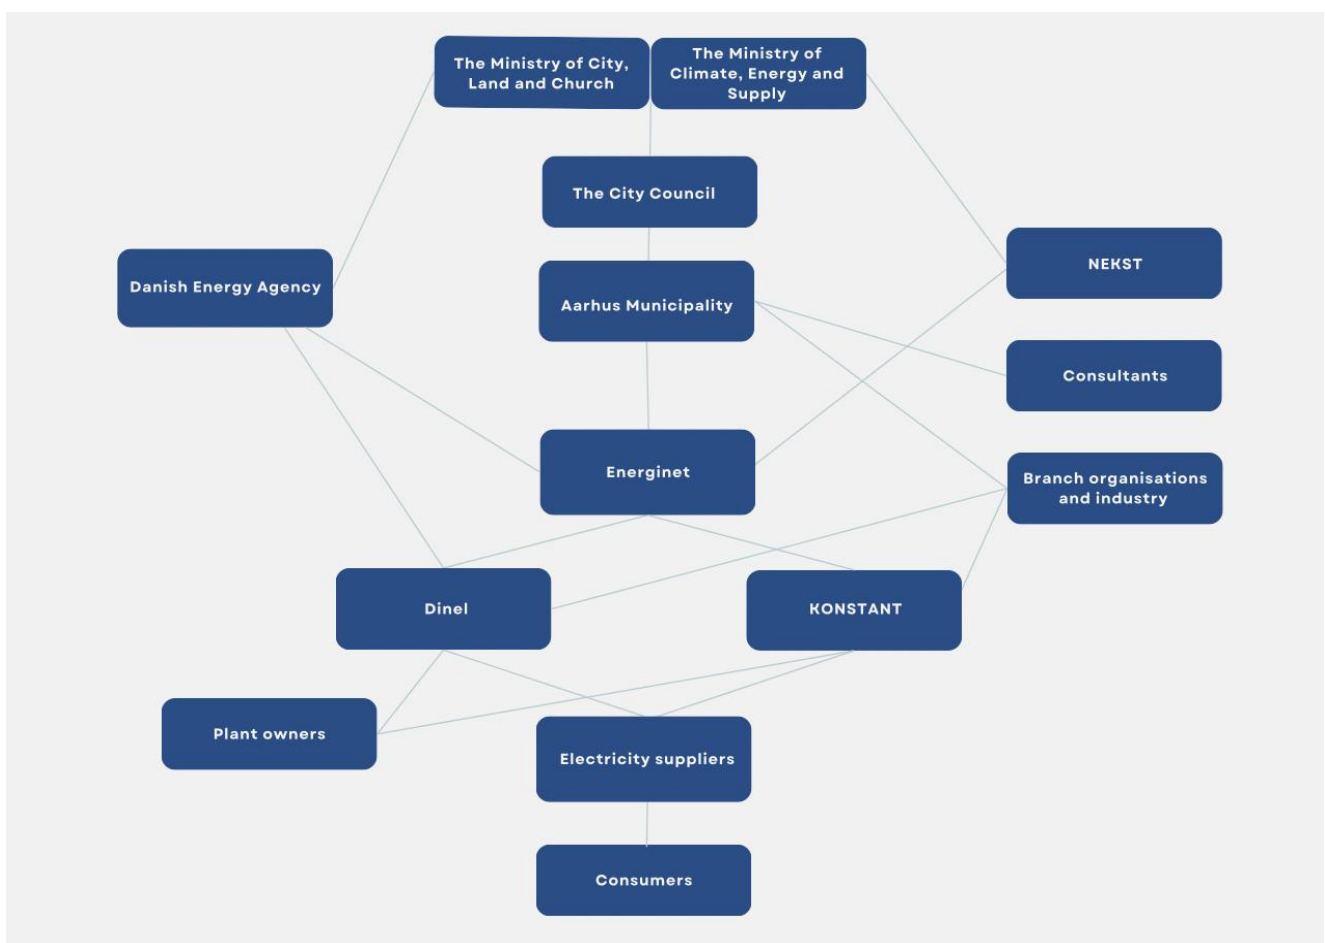 The Ministry of City,
Land and Church
The Ministry of
Climate, Energy and
Supply
The City Council
NEKST
Danish Energy Agency
Aarhus Municipality
Consultants
Energinet
Branch organisations
and industry
Dinel
KONSTANT
Plant owners
Electricity suppliers
Consumers